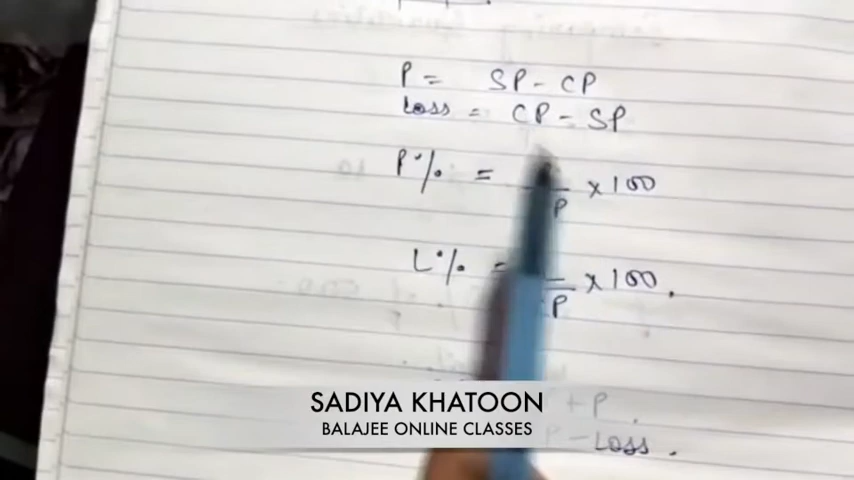 P = SP - CP
Loss = CP - SP
P% = P × 100
L% = P × 100.
SADIYA KHATOON
BALAJEE ONLINE CLASSES
+ P
P - Loss.